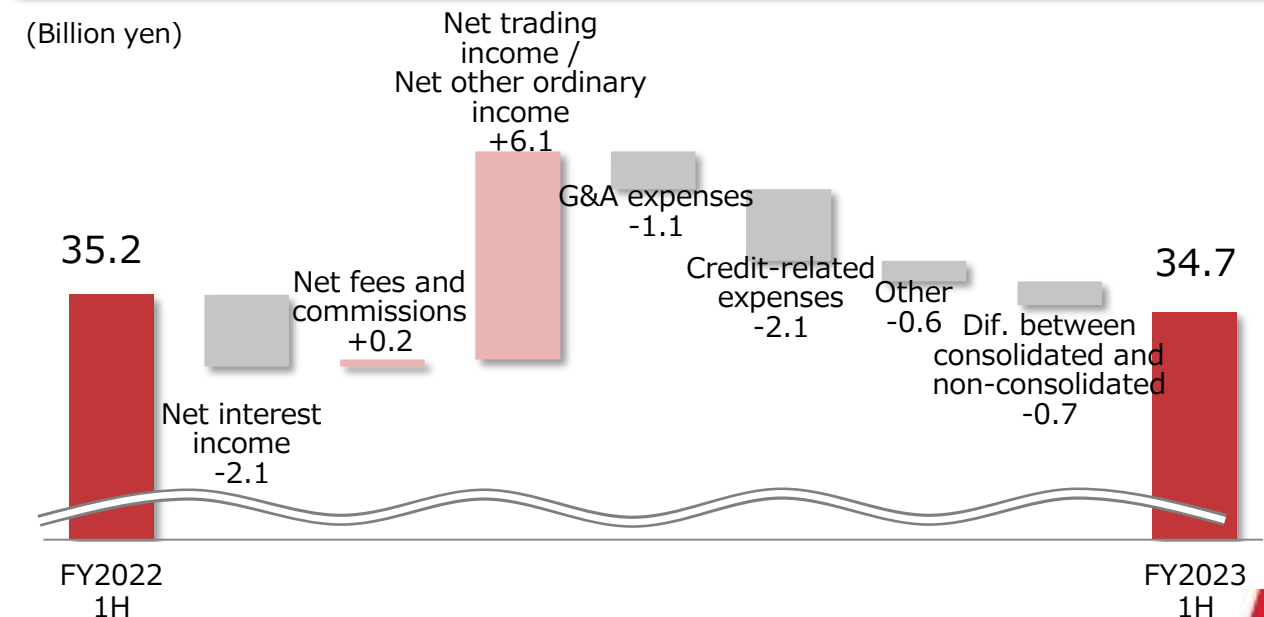 (Billion yen)
35.2
Net interest
income
-2.1
Net fees and
commissions
+0.2
Net trading
income /
Net other ordinary
income
+6.1
G&A expenses
-1.1
Credit-related
expenses
-2.1
Other
-0.6
Dif. between
consolidated and
non-consolidated
-0.7
34.7
FY2022
1H
FY2023
1H